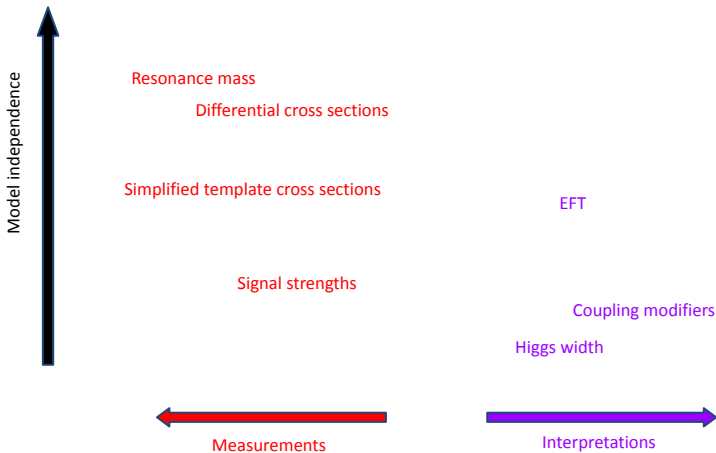 Model independence
Resonance mass
Differential cross sections
Simplified template cross sections
EFT
Signal strengths
Coupling modifiers
Higgs width
Measurements
Interpretations